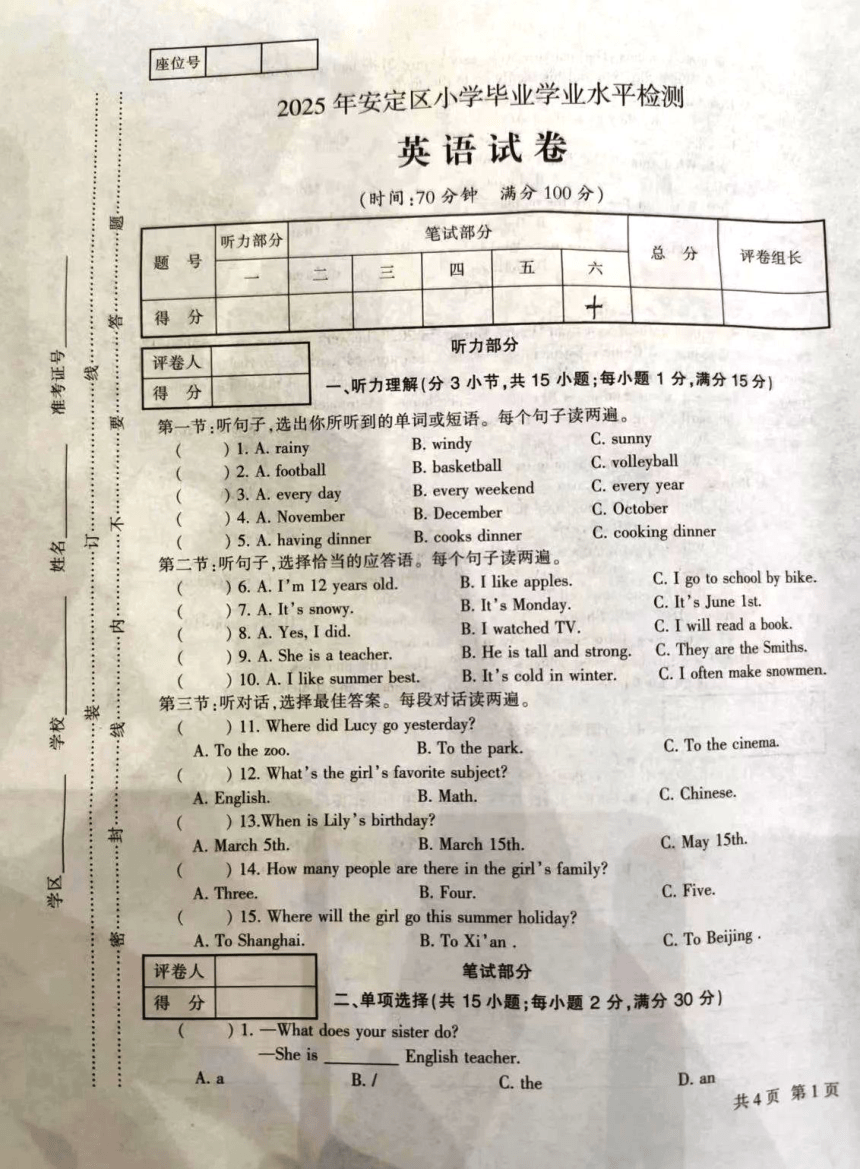 座位号
2025年安定区小学毕业学业水平检测
英语试卷
(时间:70分钟 满分100分)
题 号 听力部分 笔试部分 总 分 评卷组长
一 二 三 四 五 六
得 分 十
听力部分
评卷人
得 分
一、听力理解(分3小节,共15小题;每小题1分,满分15分)
第一节:听句子,选出你所听到的单词或短语。每个句子读两遍。
( ) 1. A. rainy B. windy C. sunny
( ) 2. A. football B. basketball C. volleyball
( ) 3. A. every day B. every weekend C. every year
( ) 4. A. November B. December C. October
( ) 5. A. having dinner B. cooks dinner C. cooking dinner
第二节:听句子,选择恰当的应答语。每个句子读两遍。
( ) 6. A. I'm 12 years old. B. I like apples. C. I go to school by bike.
( ) 7. A. It's snowy. B. It's Monday. C. It's June 1st.
( ) 8. A. Yes, I did. B. I watched TV. C. I will read a book.
( ) 9. A. She is a teacher. B. He is tall and strong. C. They are the Smiths.
( ) 10. A. I like summer best. B. It's cold in winter. C. I often make snowmen.
第三节:听对话,选择最佳答案。每段对话读两遍。
( ) 11. Where did Lucy go yesterday?
A. To the zoo. B. To the park. C. To the cinema.
( ) 12. What's the girl's favorite subject?
A. English. B. Math. C. Chinese.
( ) 13.When is Lily's birthday?
A. March 5th. B. March 15th. C. May 15th.
( ) 14. How many people are there in the girl's family?
A. Three. B. Four. C. Five.
( ) 15. Where will the girl go this summer holiday?
A. To Shanghai. B. To Xi'an . C. To Beijing .
笔试部分
评卷人
得 分
二、单项选择(共15小题;每小题2分,满分30分)
( ) 1. —What does your sister do?
—She is ________ English teacher.
A. a B. / C. the D. an
共4页 第1页
学区 学校 姓名 准考证号
密 封 线 内 不 要 答 题
装 订 线